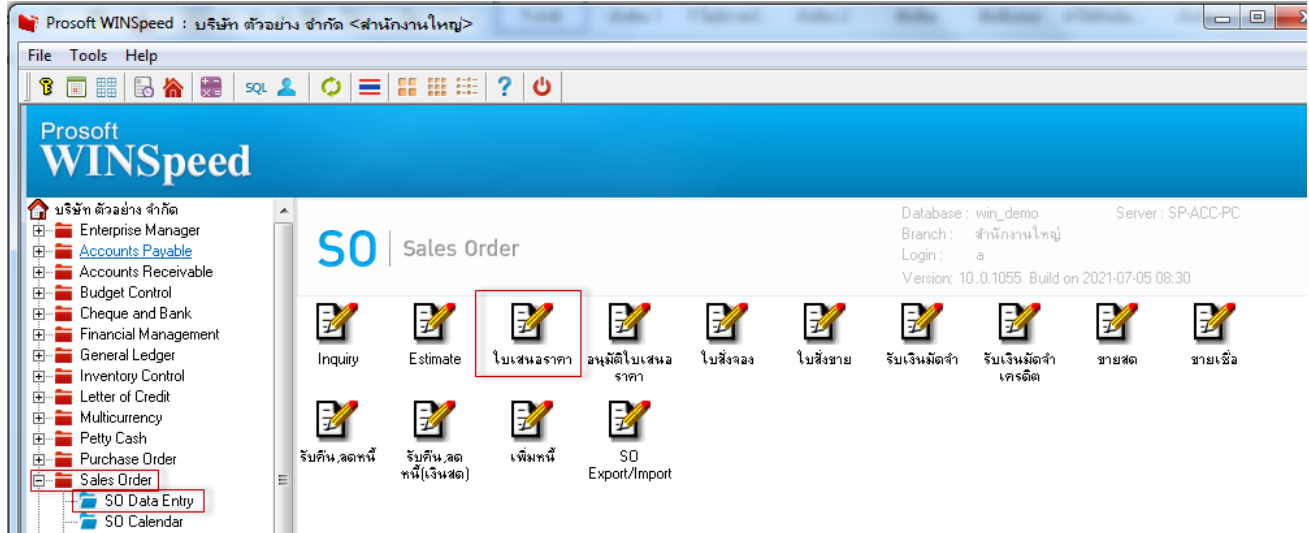 Prosoft WINSpeed : บริษัท ตัวอย่าง จำกัด <สำนักงานใหญ่>
File Tools Help
SQL
Prosoft
WINSpeed
บริษัท ตัวอย่าง จำกัด
Enterprise Manager
Accounts Payable
Accounts Receivable
Budget Control
Cheque and Bank
Financial Management
General Ledger
Inventory Control
Letter of Credit
Multicurrency
Petty Cash
Purchase Order
Sales Order
SO Data Entry
SO Calendar
SO Sales Order
Database : win_demo Server : SP-ACC-PC
Branch : สำนักงานใหญ่
Login : a
Version: 10.0.1055 Build on 2021-07-05 08:30
Inquiry
Estimate
ใบเสนอราคา
อนุมัติใบเสนอ
ราคา
ใบสั่งจอง
ใบสั่งขาย
รับเงินมัดจำ
รับเงินมัดจำ
เครดิต
ขายสด
ขายเชื่อ
รับคืน,ลดหนี้
รับคืน,ลด
หนี้(เงินสด)
เพิ่มหนี้
SO
Export/Import